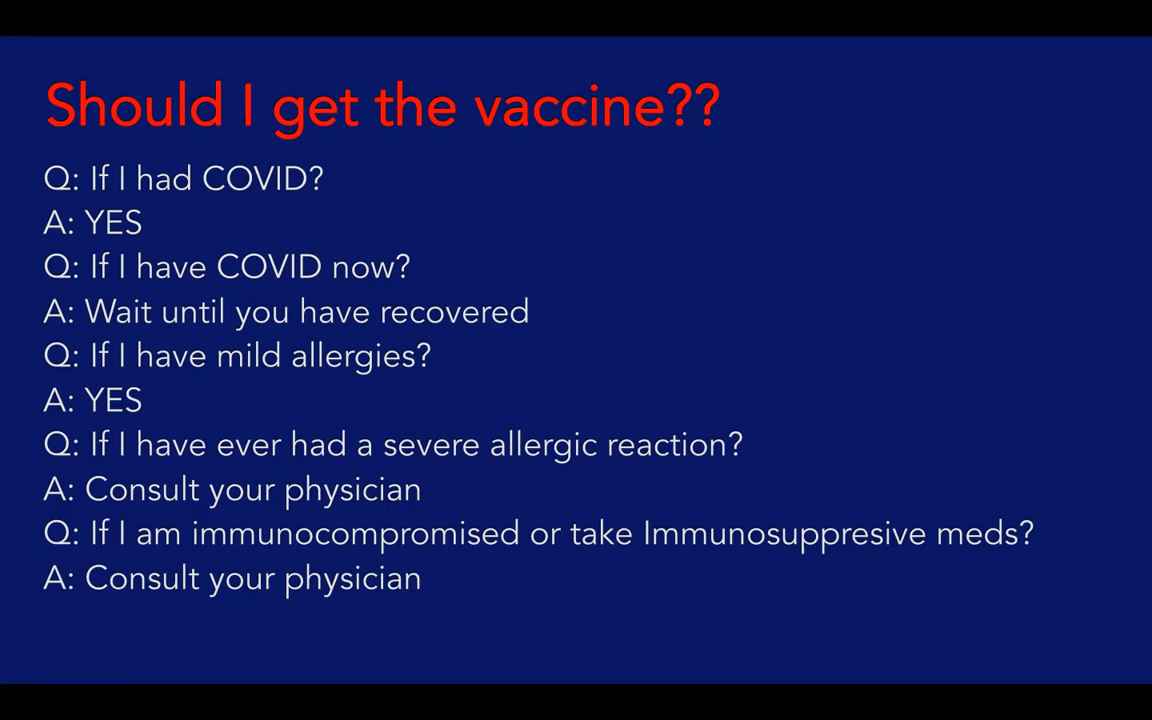 Should I get the vaccine??
Q: If I had COVID?
A: YES
Q: If I have COVID now?
A: Wait until you have recovered
Q: If I have mild allergies?
A: YES
Q: If I have ever had a severe allergic reaction?
A: Consult your physician
Q: If I am immunocompromised or take Immunosuppresive meds?
A: Consult your physician